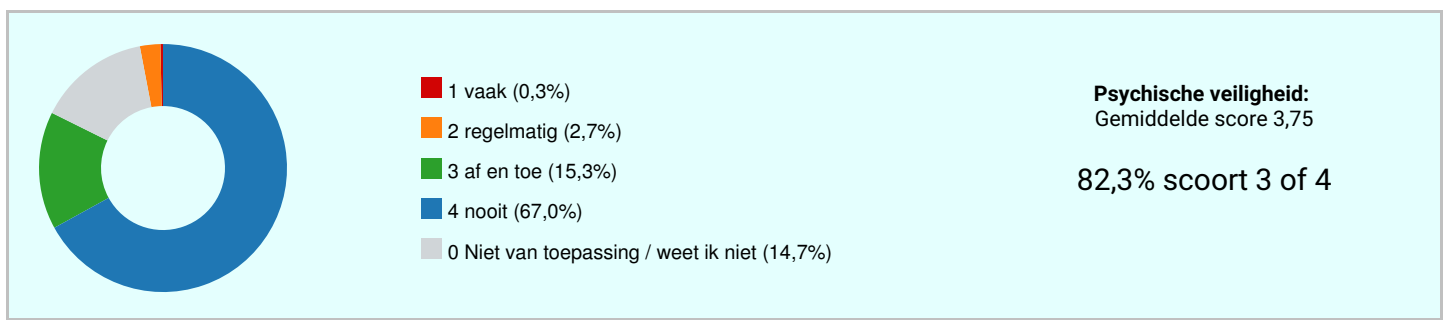 1 vaak (0,3%)
2 regelmatig (2,7%)
3 af en toe (15,3%)
4 nooit (67,0%)
0 Niet van toepassing / weet ik niet (14,7%)
Psychische veiligheid:
Gemiddelde score 3,75
82,3% scoort 3 of 4